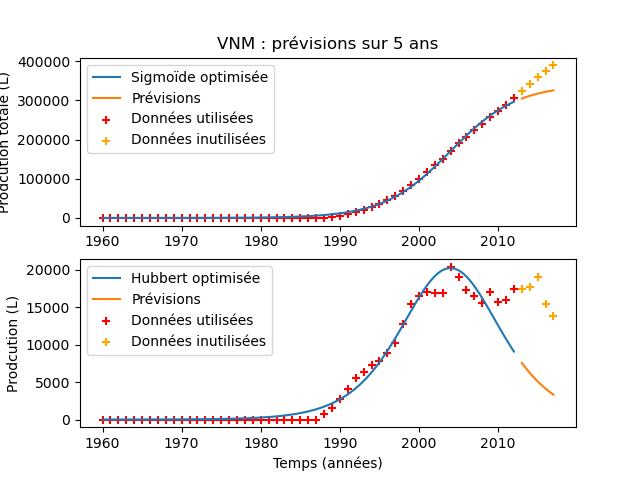 VNM : prévisions sur 5 ans
Prodcution totale (L)
400000
300000
200000
100000
0
Sigmoïde optimisée
Prévisions
Données utilisées
Données inutilisées
1960 1970 1980 1990 2000 2010
Prodcution (L)
20000
15000
10000
5000
0
Hubbert optimisée
Prévisions
Données utilisées
Données inutilisées
1960 1970 1980 1990 2000 2010
Temps (années)